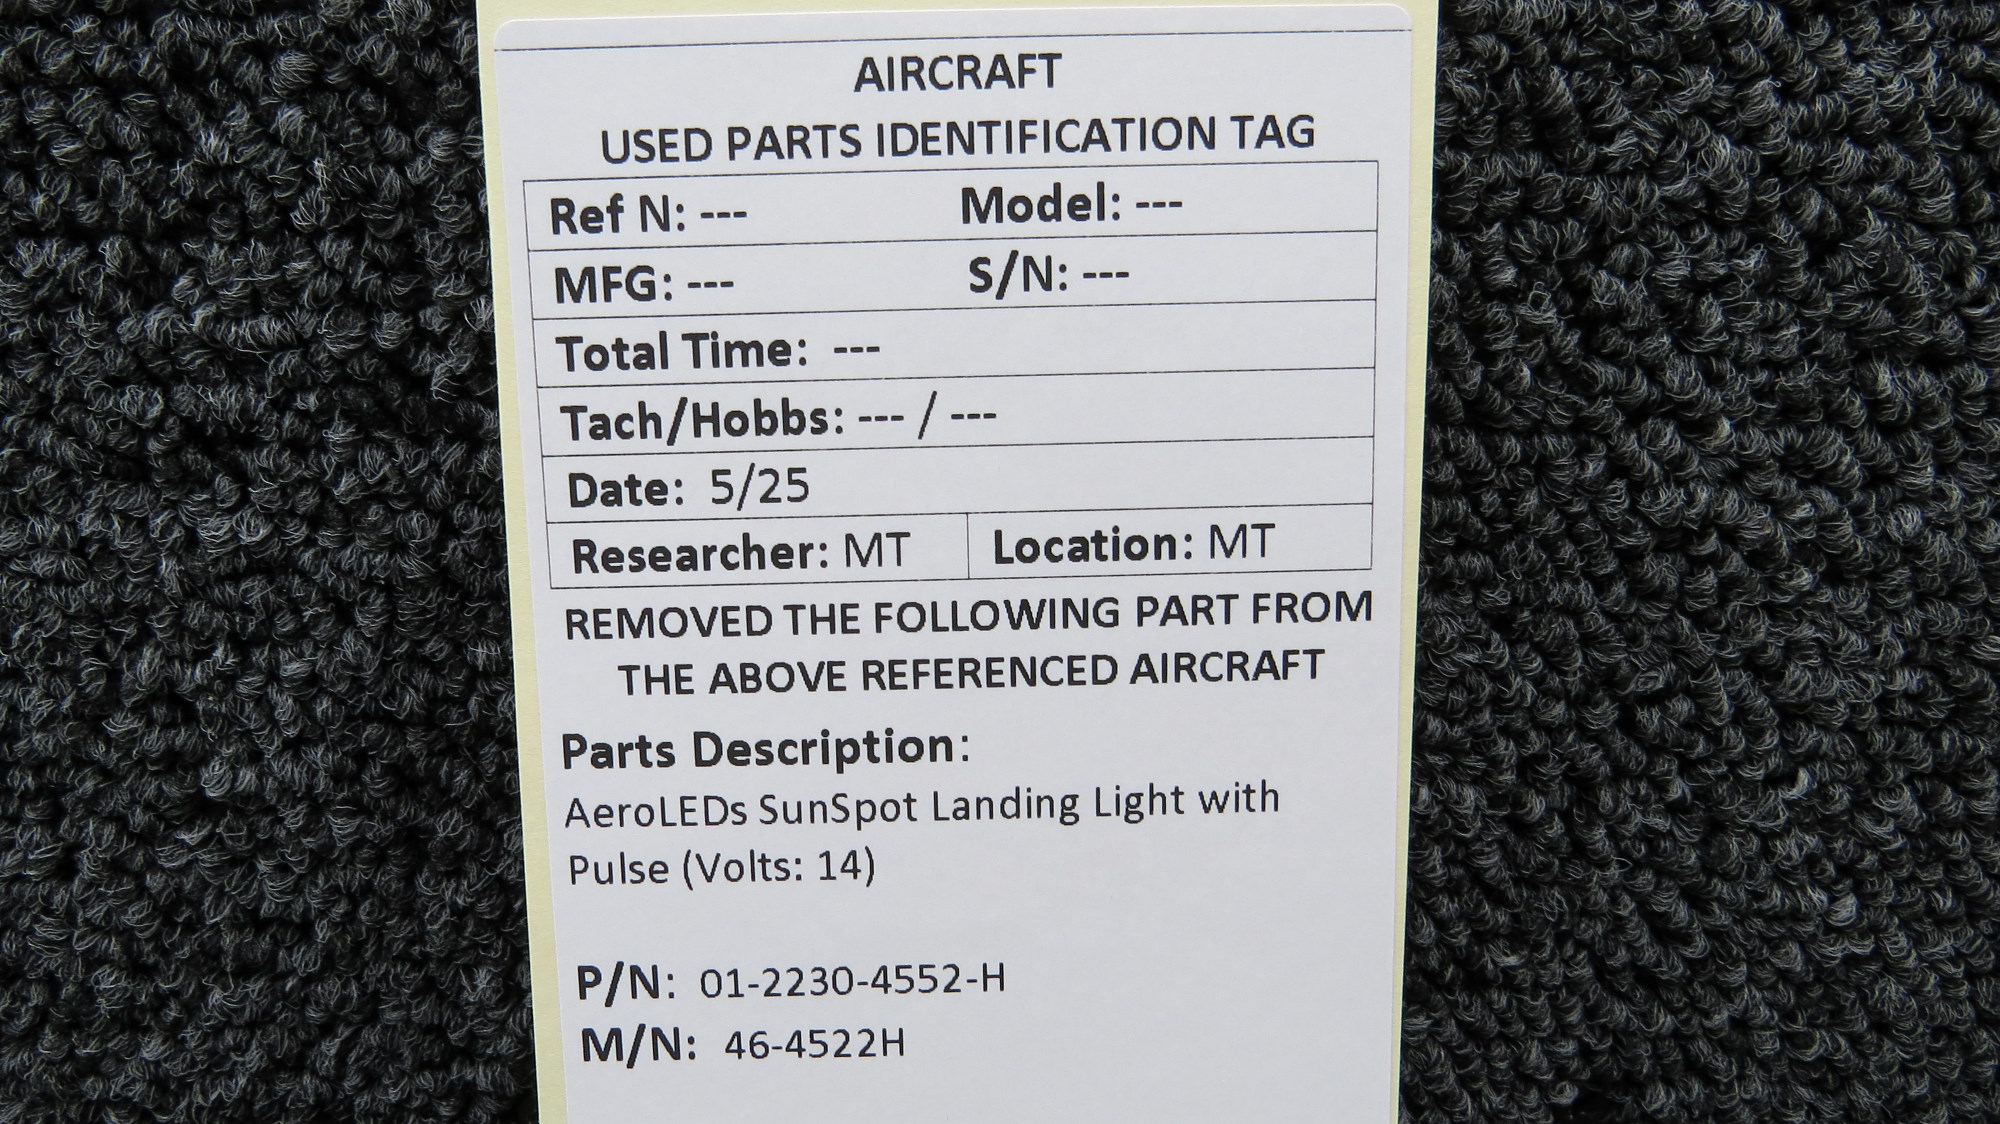 AIRCRAFT
USED PARTS IDENTIFICATION TAG
Ref N: --- Model: ---
MFG: --- S/N: ---
Total Time: ---
Tach/Hobbs: --- / ---
Date: 5/25
Researcher: MT Location: MT
REMOVED THE FOLLOWING PART FROM
THE ABOVE REFERENCED AIRCRAFT
Parts Description:
AeroLEDs SunSpot Landing Light with
Pulse (Volts: 14)
P/N: 01-2230-4552-H
M/N: 46-4522H